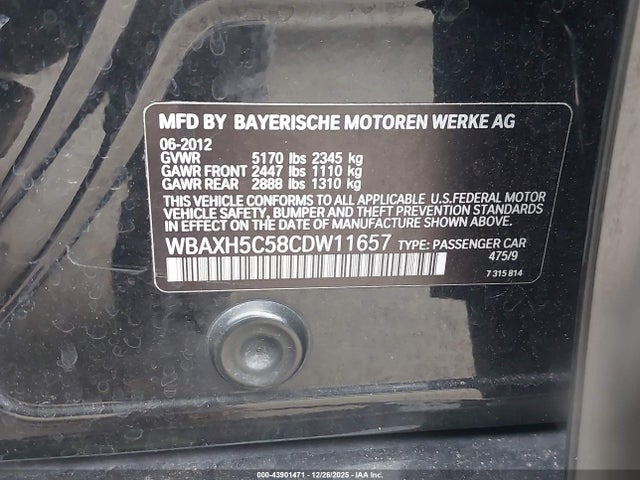 MFD BY BAYERISCHE MOTOREN WERKE AG
06-2012
GVWR 5170 lbs 2345 kg
GAWR FRONT 2447 lbs 1110 kg
GAWR REAR 2888 lbs 1310 kg
THIS VEHICLE CONFORMS TO ALL APPLICABLE U.S.FEDERAL MOTOR
VEHICLE SAFETY, BUMPER AND THEFT PREVENTION STANDARDS
IN EFFECT ON THE DATE OF MANUFACTURE SHOWN ABOVE.
WBAXH5C58CDW11657 TYPE: PASSENGER CAR
475/9
7 315 814
000-43901471 - 12/26/2025 - IAAI.COM